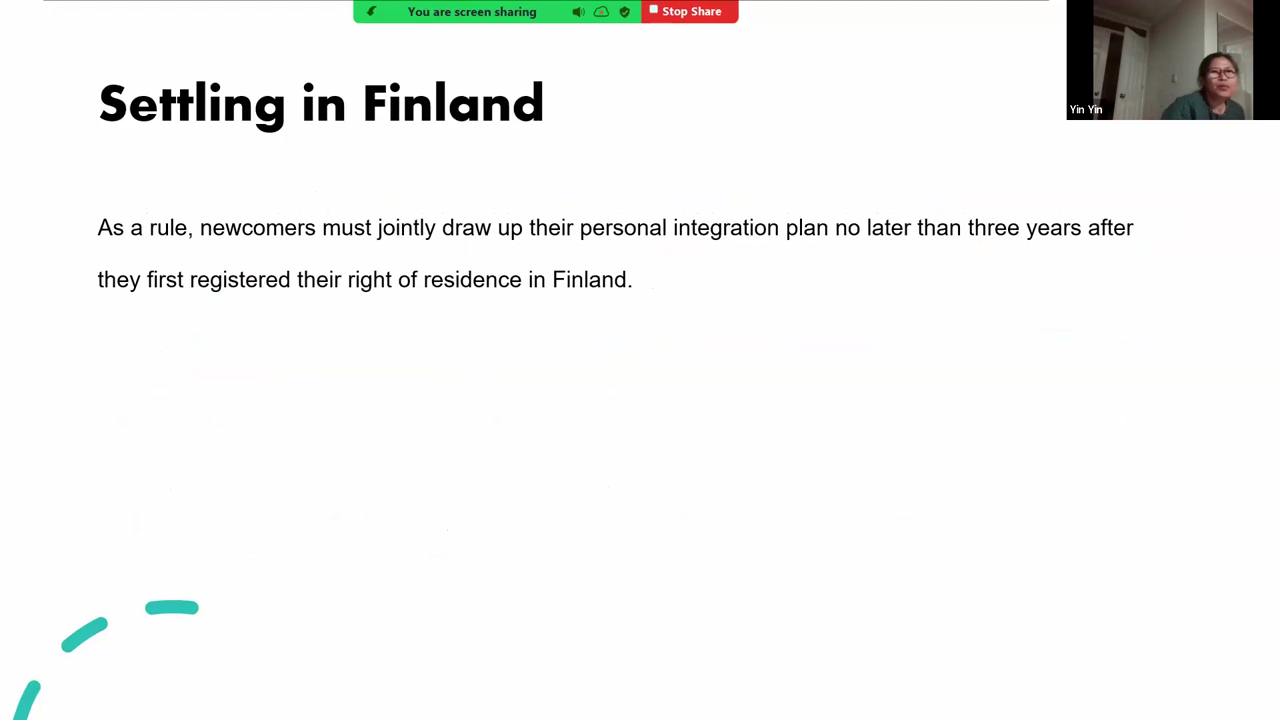 You are screen sharing
Stop Share
Settling in Finland
Yin Yin
As a rule, newcomers must jointly draw up their personal integration plan no later than three years after
they first registered their right of residence in Finland.